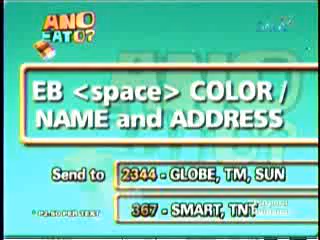 ANO
EATO?
EB <space> COLOR /
NAME and ADDRESS
Send to 2344 - GLOBE, TM, SUN
* P2.50 PER TEXT 367 - SMART, TNT